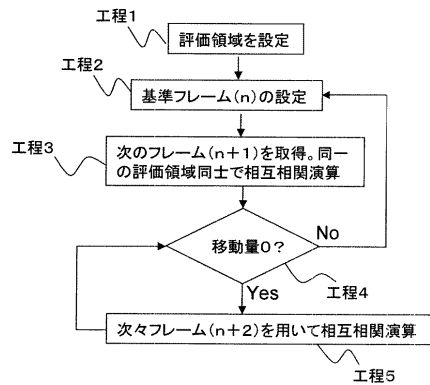 工程1
評価領域を設定
工程2
基準フレーム(n)の設定
工程3
次のフレーム(n+1)を取得。同一
の評価領域同士で相互相関演算
移動量0?
No
工程4
Yes
次々フレーム(n+2)を用いて相互相関演算
工程5